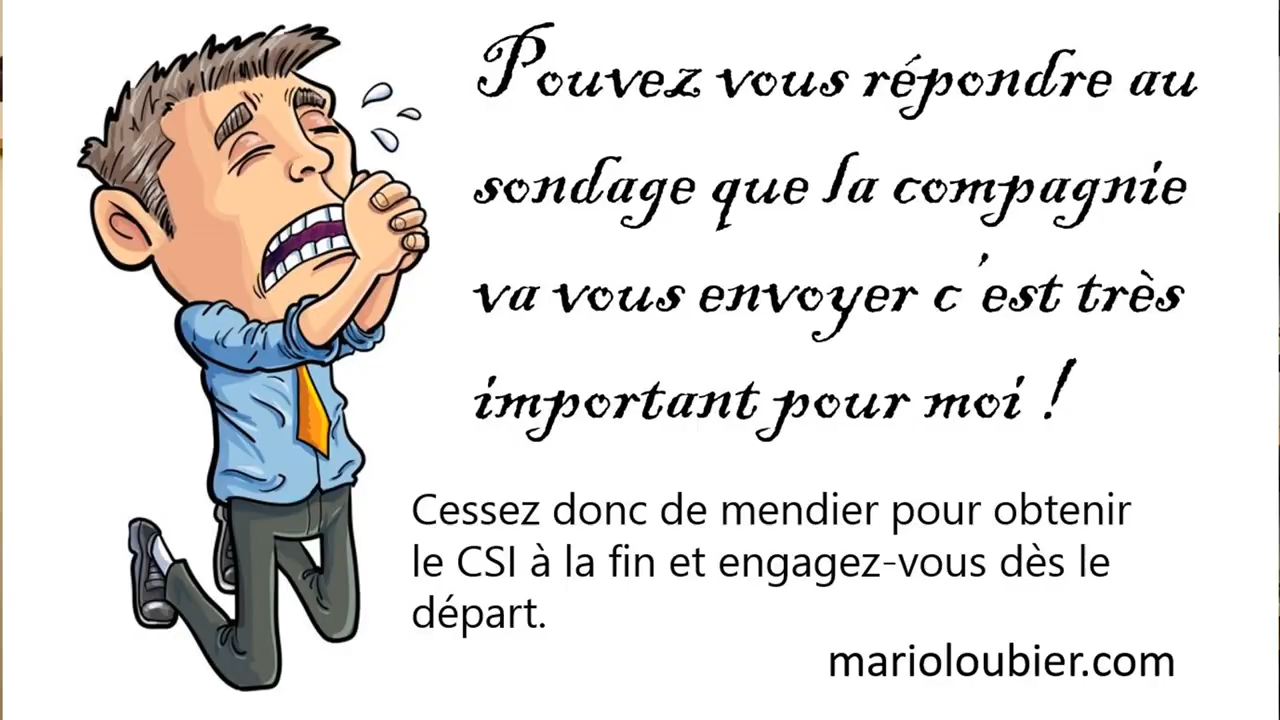 Pouvez vous répondre au
sondage que la compagnie
va vous envoyer c'est très
important pour moi !
Cessez donc de mendier pour obtenir
le CSI à la fin et engagez-vous dès le
départ.
marioloubier.com